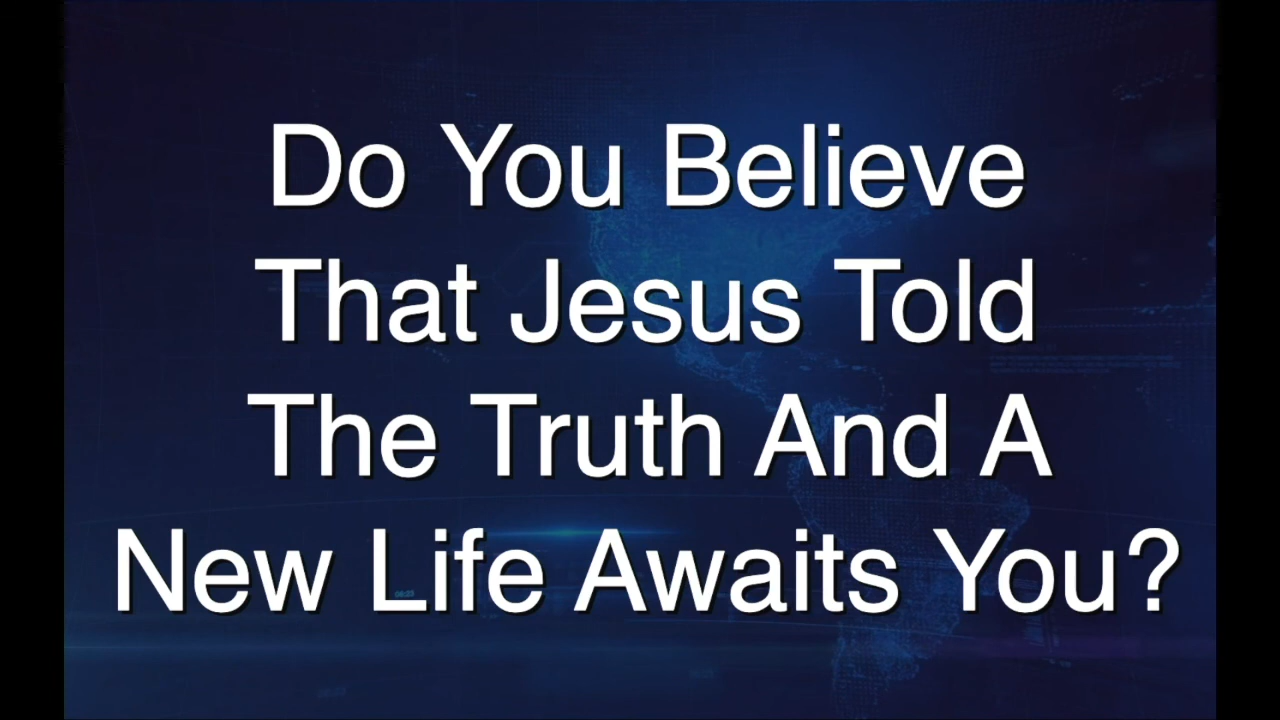 Do You Believe
That Jesus Told
The Truth And A
New Life Awaits You?